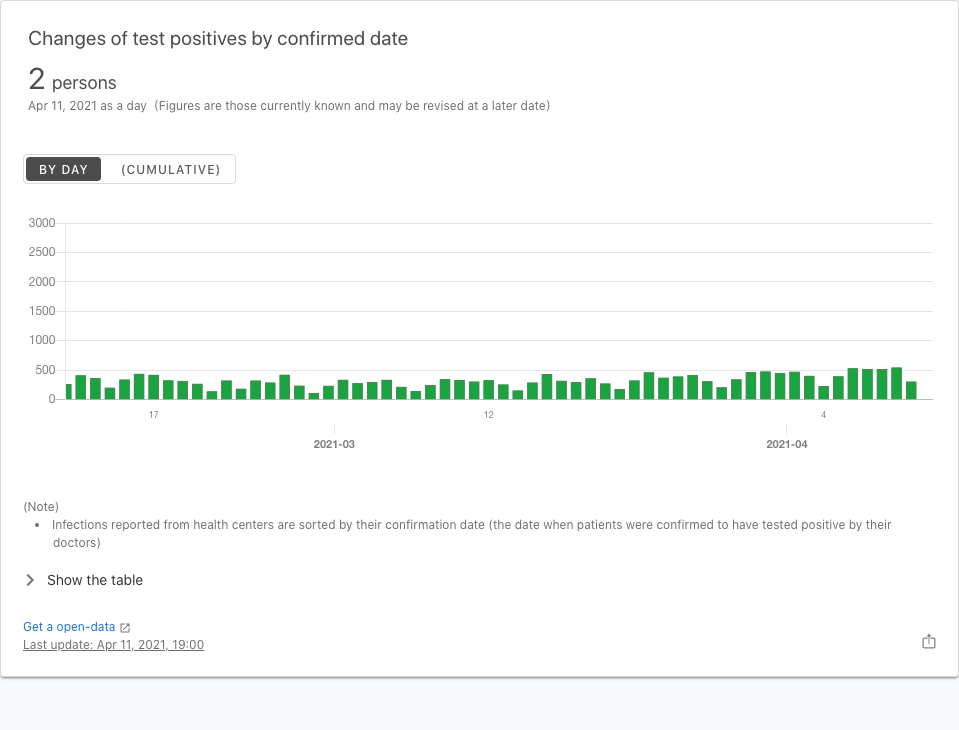 Changes of test positives by confirmed date
2 persons
Apr 11, 2021 as a day (Figures are those currently known and may be revised at a later date)
BY DAY (CUMULATIVE)
3000
2500
2000
1500
1000
500
0
17 12 4
2021-03 2021-04
(Note)
• Infections reported from health centers are sorted by their confirmation date (the date when patients were confirmed to have tested positive by their
doctors)
Show the table
Get a open-data
Last update: Apr 11, 2021, 19:00